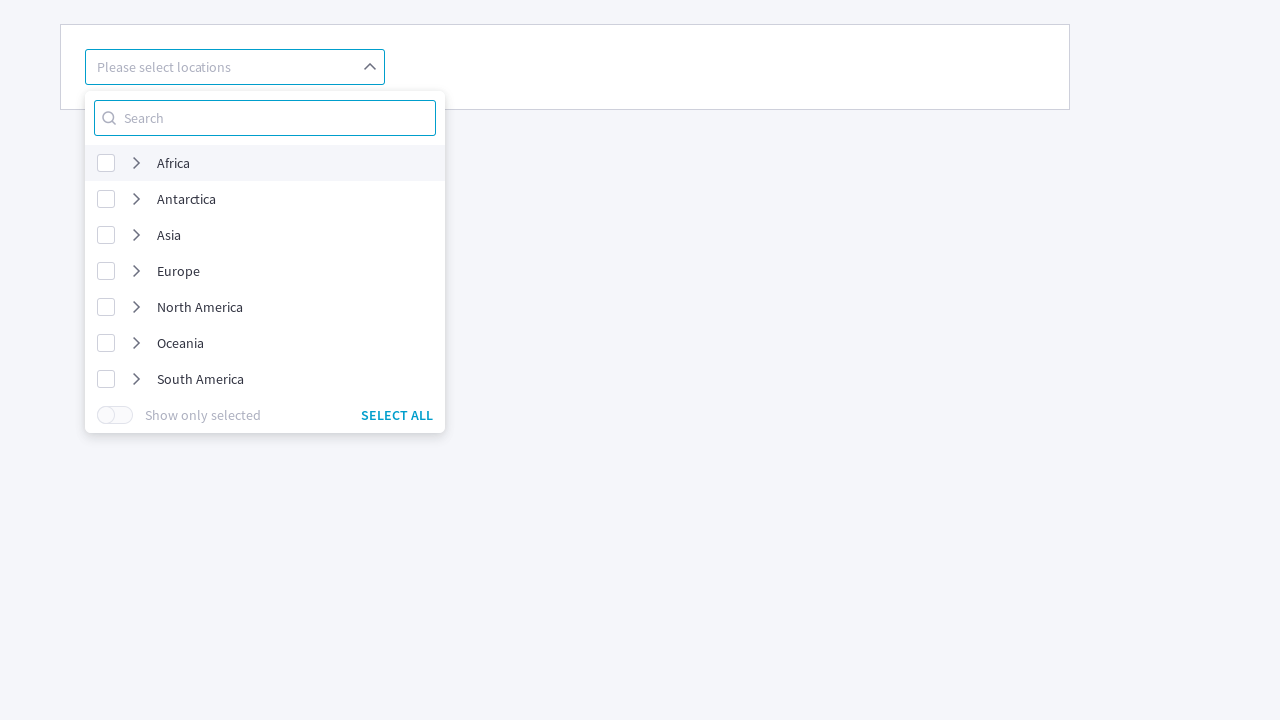 Please select locations
Search
Africa
Antarctica
Asia
Europe
North America
Oceania
South America
Show only selected SELECT ALL